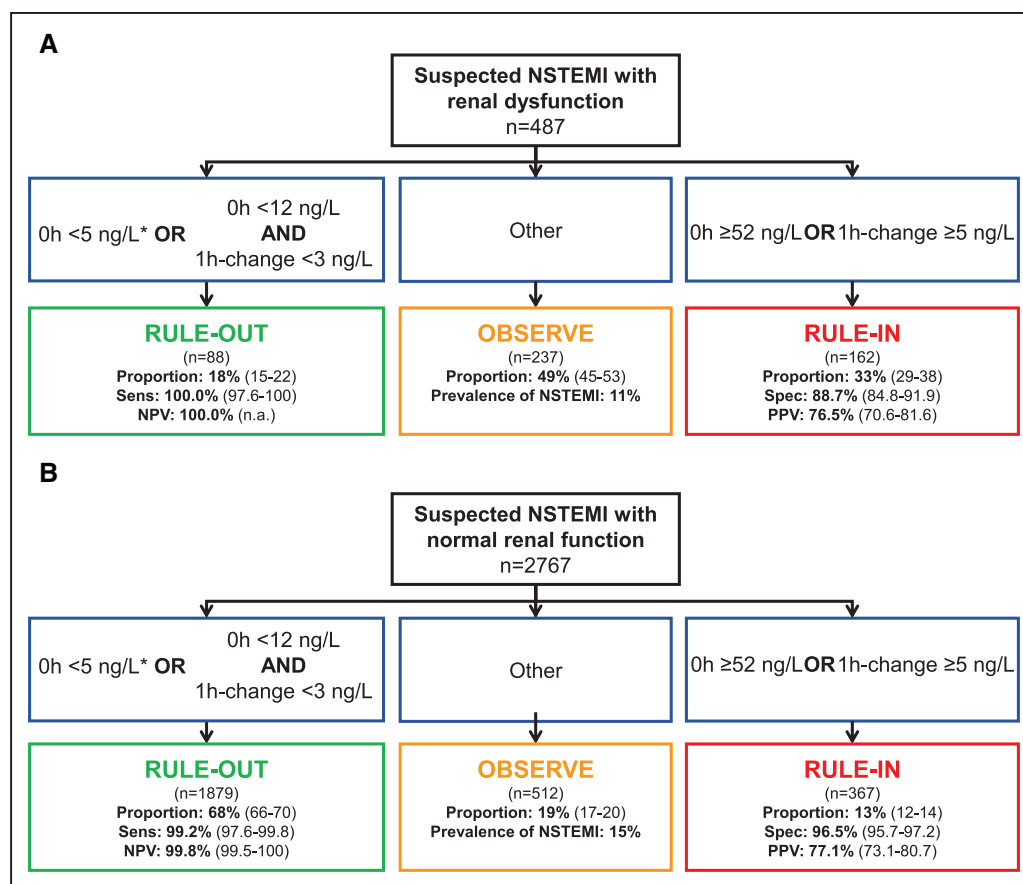 A
Suspected NSTEMI with
renal dysfunction
n=487
0h <5 ng/L* OR
0h <12 ng/L
AND
1h-change <3 ng/L
Other
0h ≥52 ng/L OR 1h-change ≥5 ng/L
RULE-OUT
(n=88)
Proportion: 18% (15-22)
Sens: 100.0% (97.6-100)
NPV: 100.0% (n.a.)
OBSERVE
(n=237)
Proportion: 49% (45-53)
Prevalence of NSTEMI: 11%
RULE-IN
(n=162)
Proportion: 33% (29-38)
Spec: 88.7% (84.8-91.9)
PPV: 76.5% (70.6-81.6)
B
Suspected NSTEMI with
normal renal function
n=2767
0h <5 ng/L* OR
0h <12 ng/L
AND
1h-change <3 ng/L
Other
0h ≥52 ng/L OR 1h-change ≥5 ng/L
RULE-OUT
(n=1879)
Proportion: 68% (66-70)
Sens: 99.2% (97.6-99.8)
NPV: 99.8% (99.5-100)
OBSERVE
(n=512)
Proportion: 19% (17-20)
Prevalence of NSTEMI: 15%
RULE-IN
(n=367)
Proportion: 13% (12-14)
Spec: 96.5% (95.7-97.2)
PPV: 77.1% (73.1-80.7)